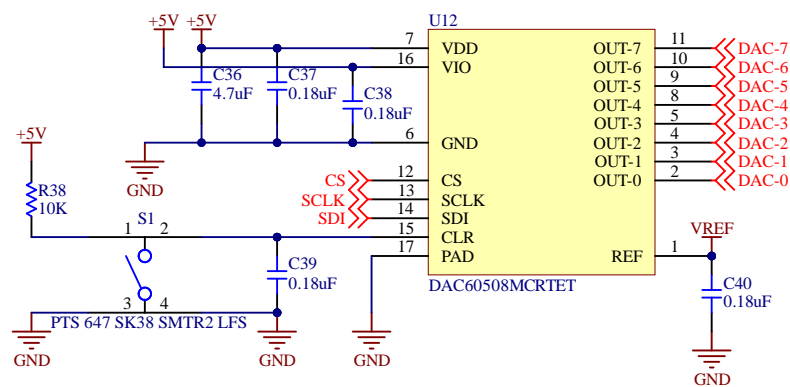 +5V +5V
U12
7 VDD OUT-7 11 DAC-7
16 VIO OUT-6 10 DAC-6
C36 C37 OUT-5 9 DAC-5
4.7uF 0.18uF C38 OUT-4 8 DAC-4
0.18uF OUT-3 5 DAC-3
6 GND OUT-2 4 DAC-2
+5V OUT-1 3 DAC-1
GND CS 12 CS OUT-0 2 DAC-0
R38 SCLK 13 SCLK
10K S1 SDI 14 SDI VREF
1 2 15 CLR
17 PAD REF 1
C39
0.18uF DAC60508MCRTET C40
0.18uF
3 4
PTS 647 SK38 SMTR2 LFS
GND GND GND GND